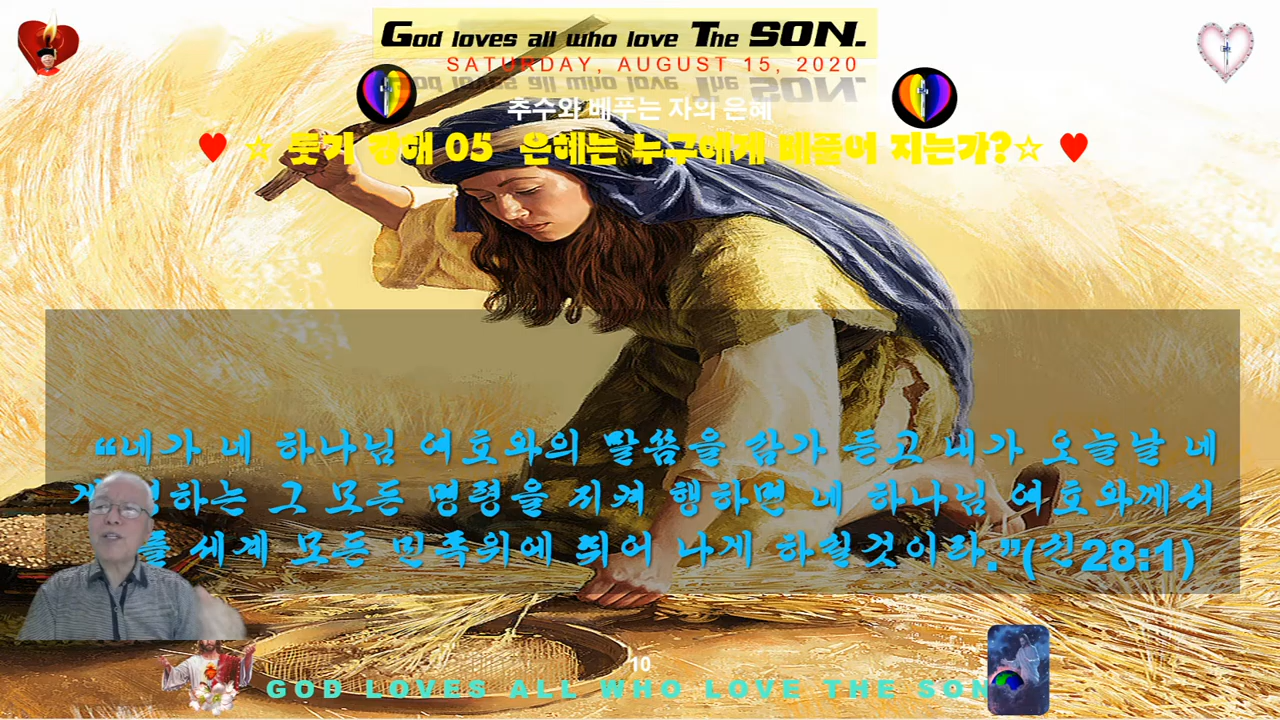 God loves all who love The SON.
SATURDAY, AUGUST 15, 2020
추수와 배푸는 자의 은혜
♥ ☆ 룻기 강해 05 은혜는 누구에게 배풀어 지는가?☆ ♥
“네가 네 하나님 여호와의 말씀을 삼가 듣고 내가 오늘날 네
게 명하는 그 모든 명령을 지켜 행하면 네 하나님 여호와께서
를 세계 모든 민족위에 뛰어 나게 하실것이라.”(신28:1)
10
GOD LOVES ALL WHO LOVE THE SON